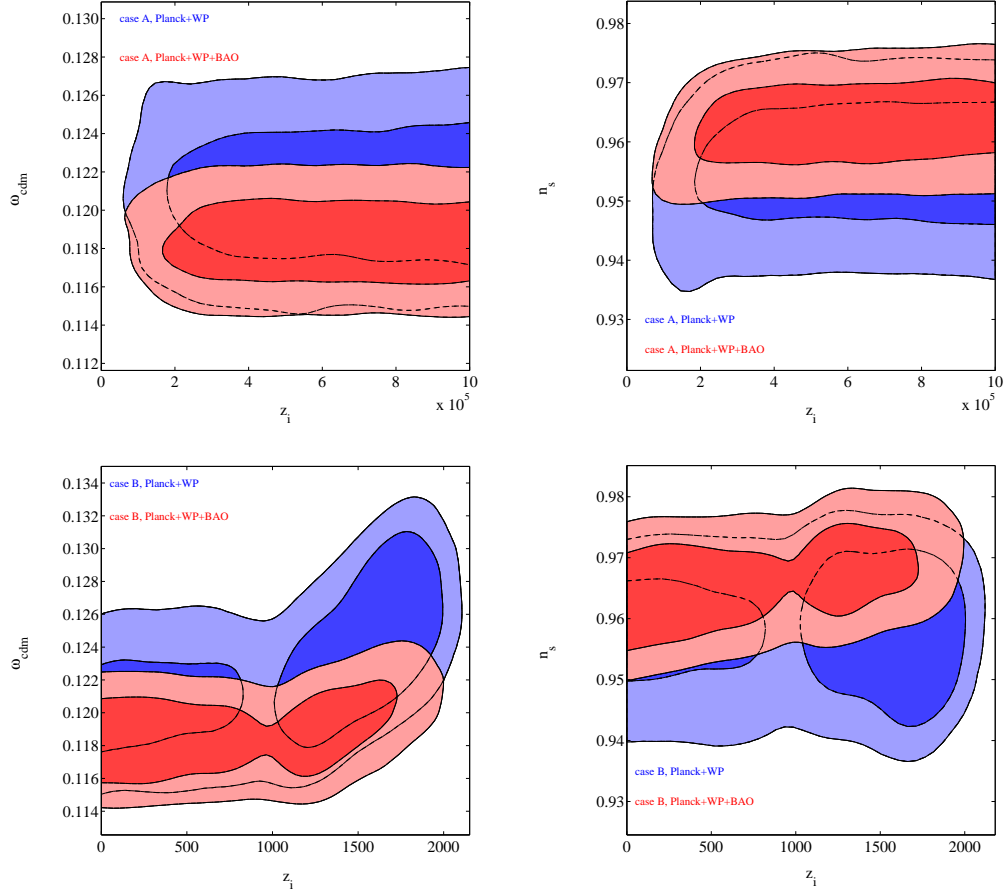 case A, Planck+WP
case A, Planck+WP+BAO
0.130
0.128
0.126
0.124
0.122
0.120
0.118
0.116
0.114
0.112
ω_cdm
0 2 4 6 8 10
x 10^5
z_i
0.98
0.97
0.96
0.95
0.94
0.93
n_s
case A, Planck+WP
case A, Planck+WP+BAO
0 2 4 6 8 10
x 10^5
z_i
case B, Planck+WP
case B, Planck+WP+BAO
0.134
0.132
0.130
0.128
0.126
0.124
0.122
0.120
0.118
0.116
0.114
ω_cdm
0 500 1000 1500 2000
z_i
0.98
0.97
0.96
0.95
0.94
0.93
n_s
case B, Planck+WP
case B, Planck+WP+BAO
0 500 1000 1500 2000
z_i